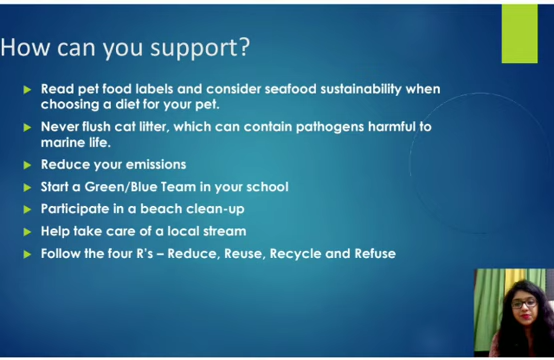 How can you support?
Read pet food labels and consider seafood sustainability when
choosing a diet for your pet.
Never flush cat litter, which can contain pathogens harmful to
marine life.
Reduce your emissions
Start a Green/Blue Team in your school
Participate in a beach clean-up
Help take care of a local stream
Follow the four R's – Reduce, Reuse, Recycle and Refuse